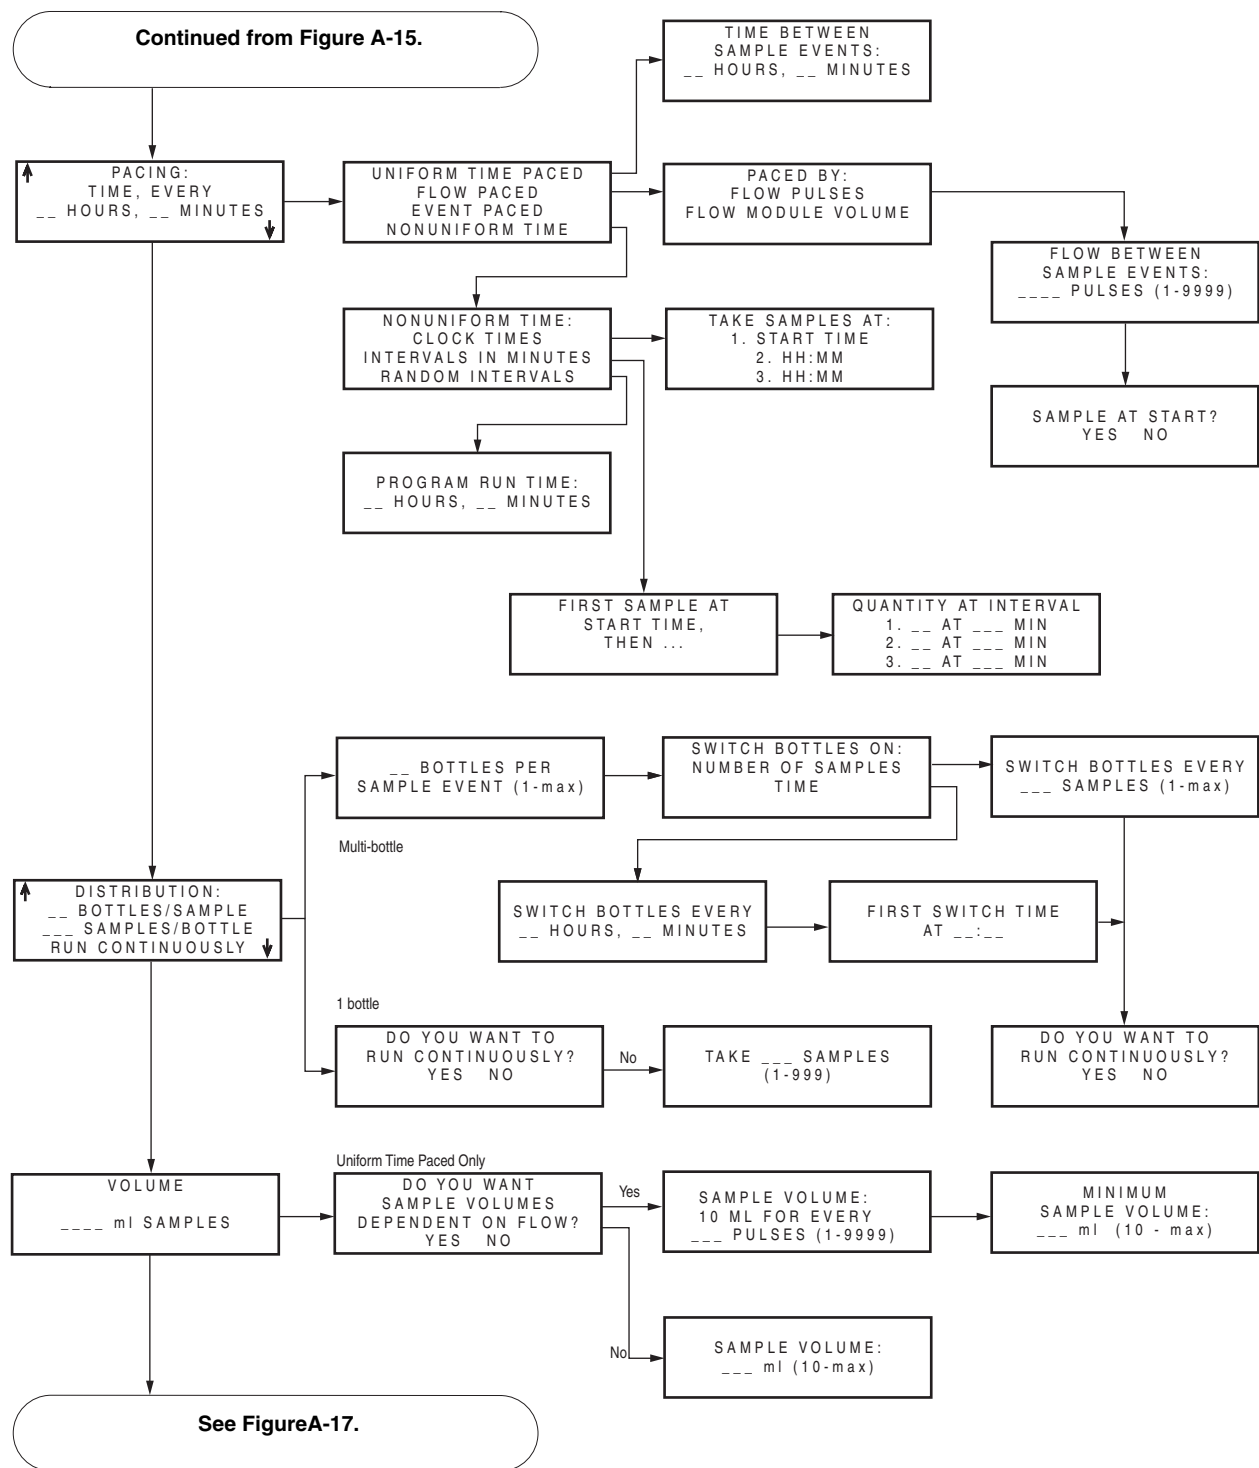 Continued from Figure A-15.
TIME BETWEEN
SAMPLE EVENTS:
__ HOURS, __ MINUTES
PACING:
TIME, EVERY
__ HOURS, __ MINUTES
UNIFORM TIME PACED
FLOW PACED
EVENT PACED
NONUNIFORM TIME
PACED BY:
FLOW PULSES
FLOW MODULE VOLUME
FLOW BETWEEN
SAMPLE EVENTS:
____ PULSES (1-9999)
NONUNIFORM TIME:
CLOCK TIMES
INTERVALS IN MINUTES
RANDOM INTERVALS
TAKE SAMPLES AT:
1. START TIME
2. HH:MM
3. HH:MM
SAMPLE AT START?
YES NO
PROGRAM RUN TIME:
__ HOURS, __ MINUTES
FIRST SAMPLE AT
START TIME,
THEN ...
QUANTITY AT INTERVAL
1. __ AT ___ MIN
2. __ AT ___ MIN
3. __ AT ___ MIN
__ BOTTLES PER
SAMPLE EVENT (1-max)
SWITCH BOTTLES ON:
NUMBER OF SAMPLES
TIME
SWITCH BOTTLES EVERY
___ SAMPLES (1-max)
Multi-bottle
DISTRIBUTION:
__ BOTTLES/SAMPLE
___ SAMPLES/BOTTLE
RUN CONTINUOUSLY
SWITCH BOTTLES EVERY
__ HOURS, __ MINUTES
FIRST SWITCH TIME
AT __:__
1 bottle
DO YOU WANT TO
RUN CONTINUOUSLY?
YES NO
No
TAKE ___ SAMPLES
(1-999)
DO YOU WANT TO
RUN CONTINUOUSLY?
YES NO
Uniform Time Paced Only
VOLUME
____ ml SAMPLES
DO YOU WANT
SAMPLE VOLUMES
DEPENDENT ON FLOW?
YES NO
Yes
SAMPLE VOLUME:
10 ML FOR EVERY
___ PULSES (1-9999)
MINIMUM
SAMPLE VOLUME:
___ ml (10 - max)
No
SAMPLE VOLUME:
___ ml (10-max)
See FigureA-17.